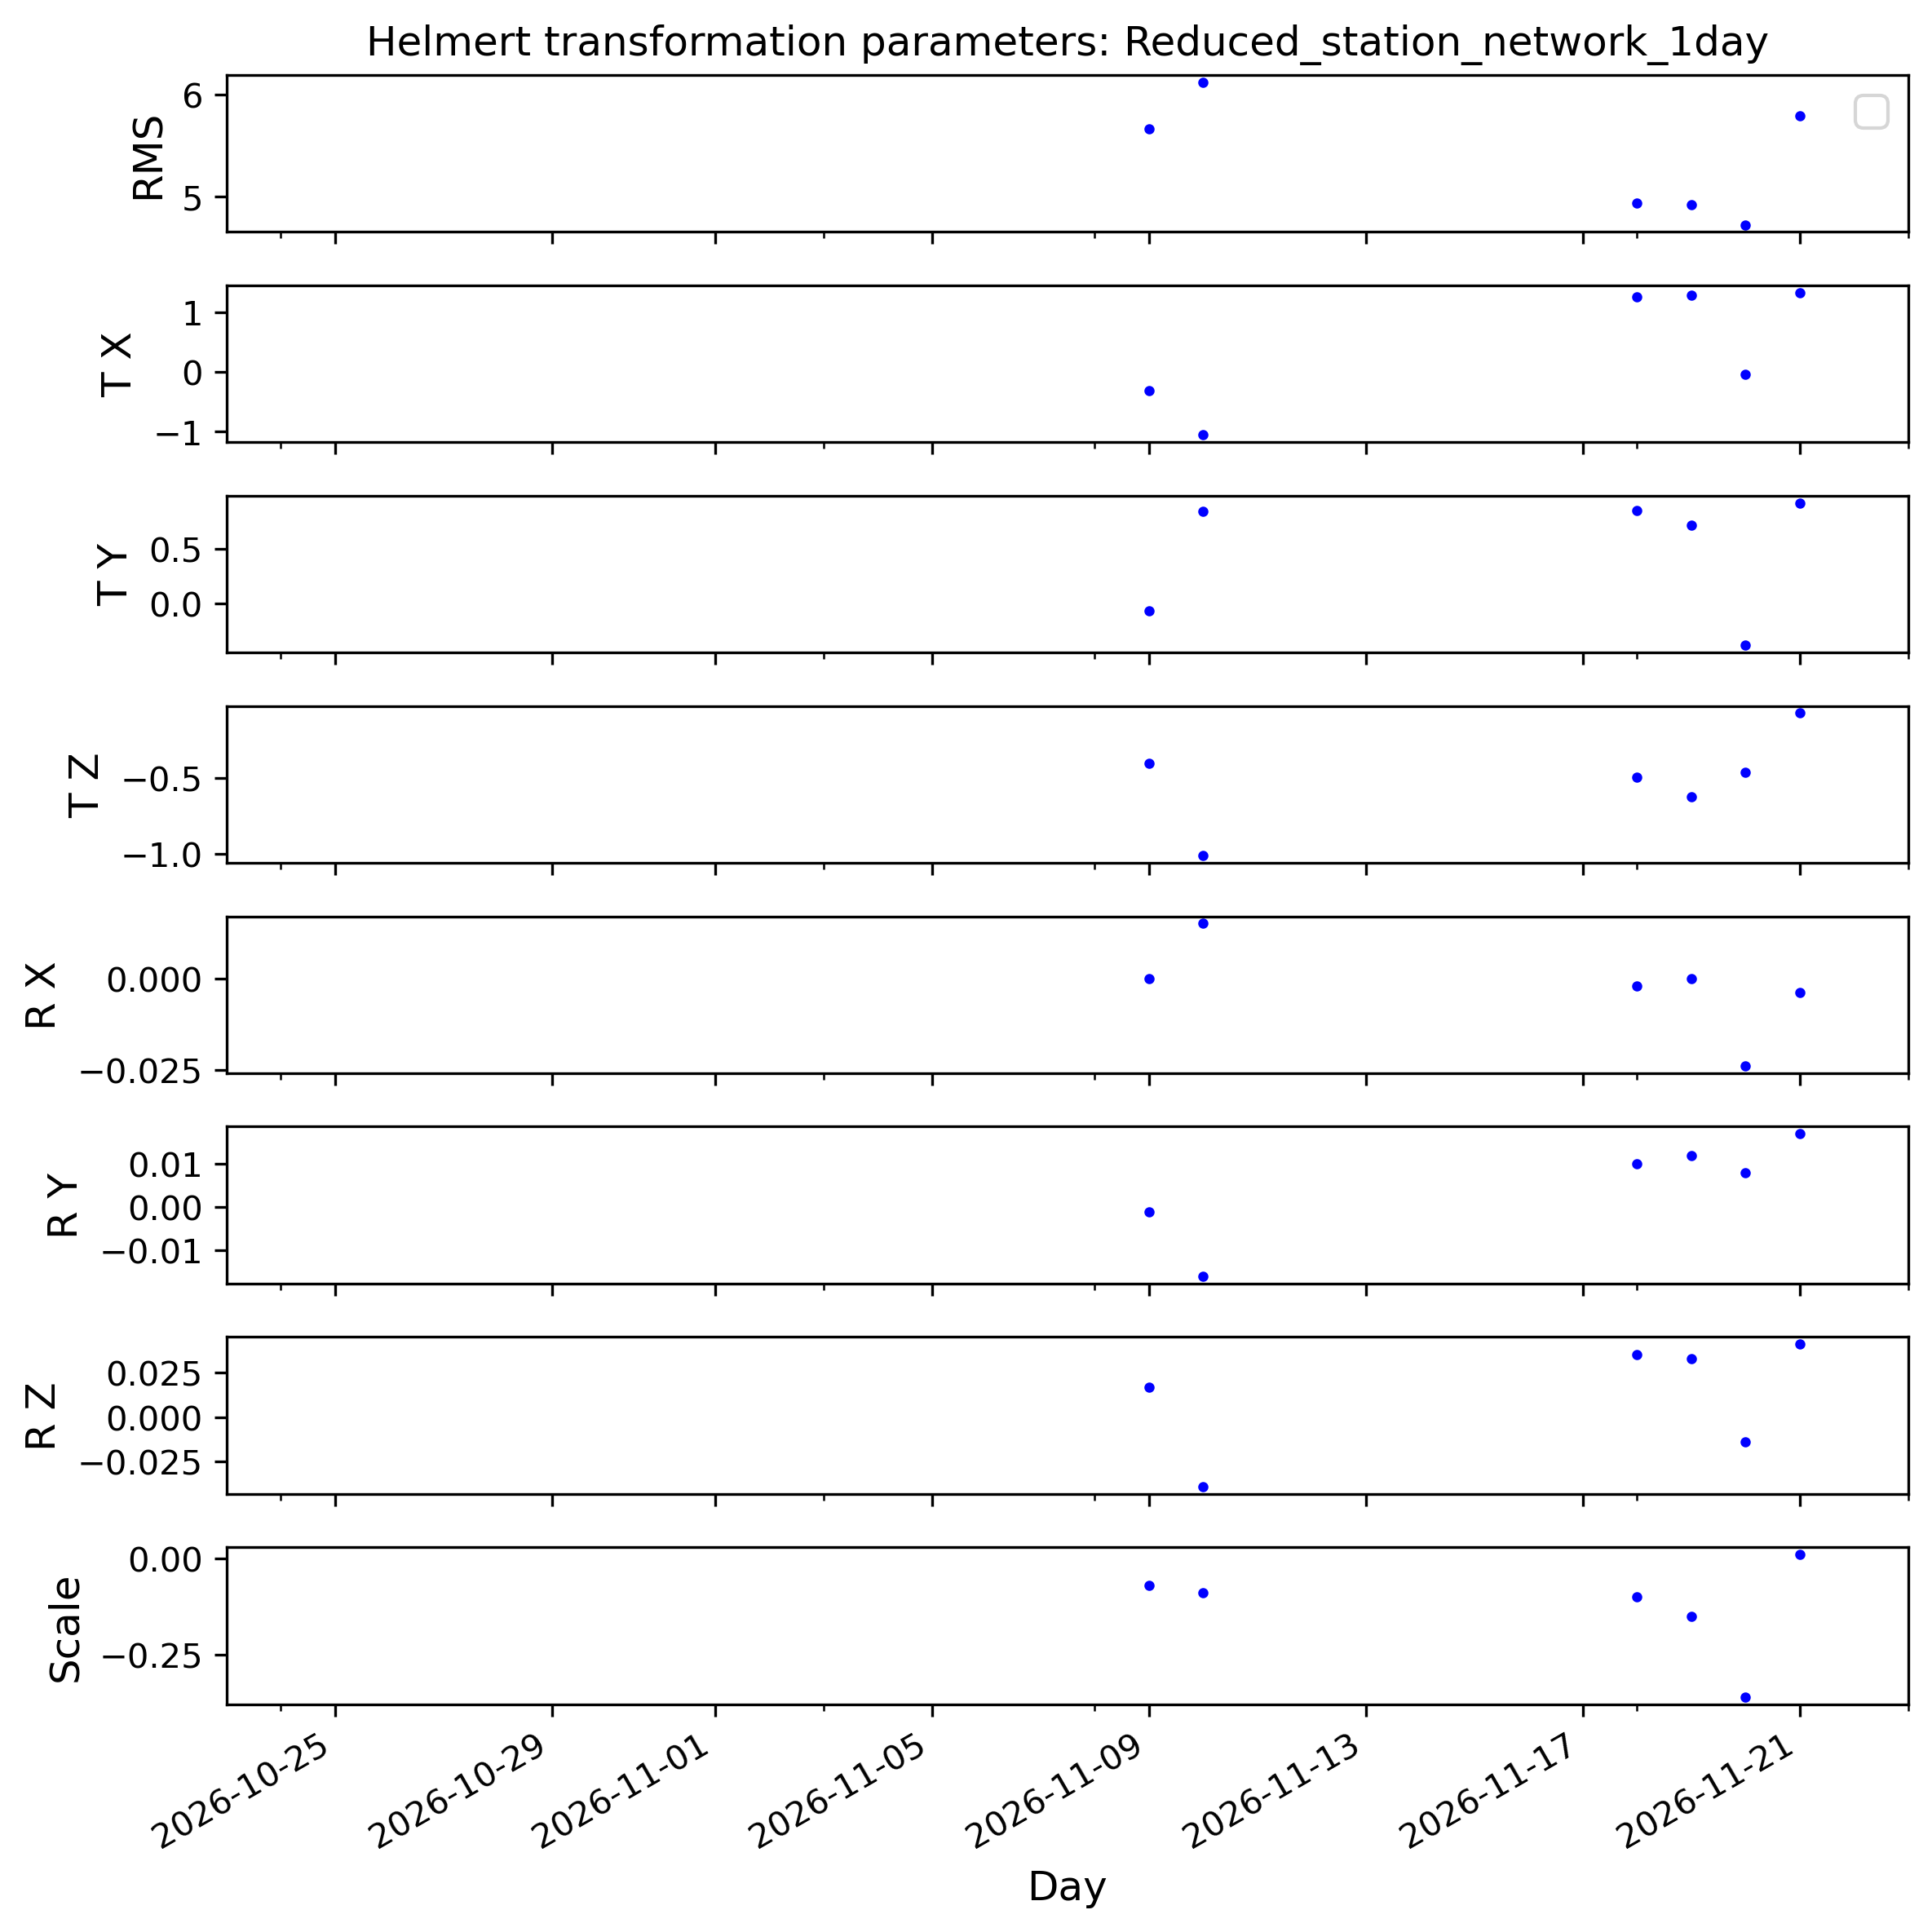 Helmert transformation parameters: Reduced_station_network_1day
RMS
6
5
T X
1
0
−1
T Y
0.5
0.0
T Z
−0.5
−1.0
R X
0.000
−0.025
R Y
0.01
0.00
−0.01
R Z
0.025
0.000
−0.025
Scale
0.00
−0.25
2026-10-25
2026-10-29
2026-11-01
2026-11-05
2026-11-09
2026-11-13
2026-11-17
2026-11-21
Day